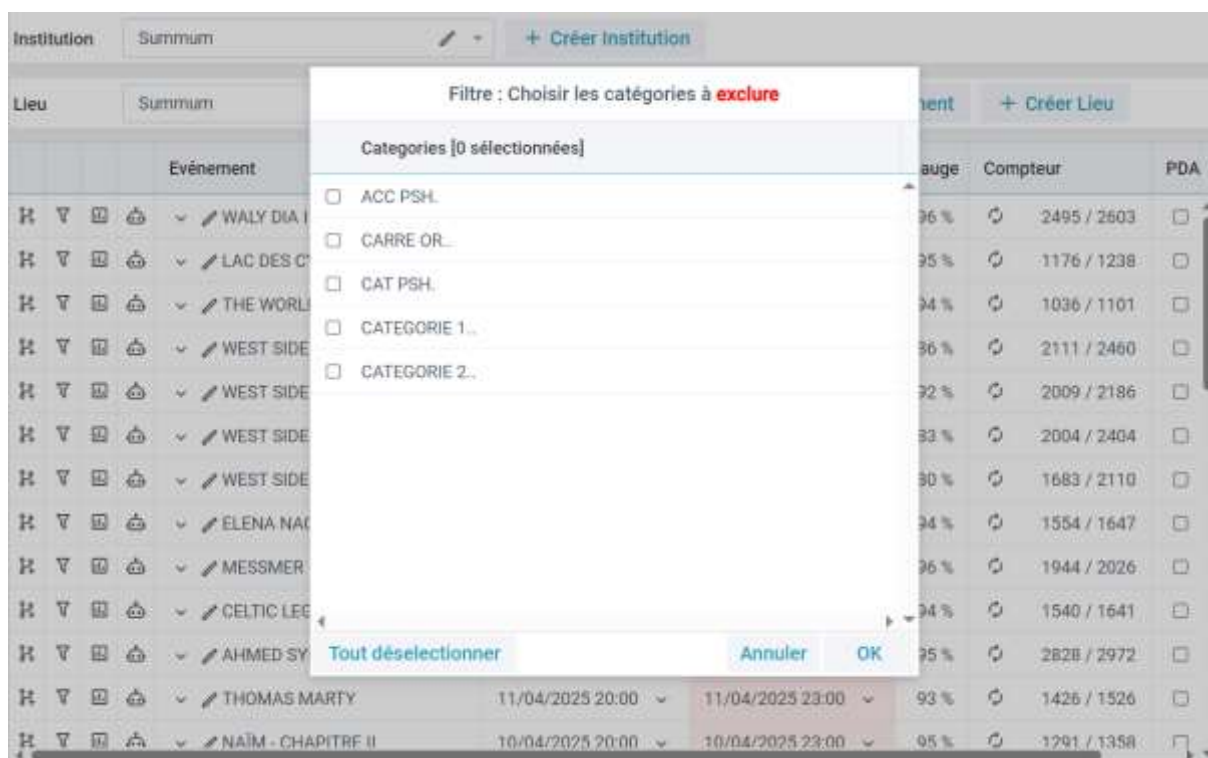 Institution Summum + Créer Institution
Filtre : Choisir les catégories à exclure
Lieu Summum + Créer Lieu
Categories [0 sélectionnées]
Evénement Compteur PDA
ACC PSH.
WALY DIA 96 % 2495 / 2603
CARRE OR..
LAC DES 95 % 1176 / 1238
CAT PSH.
THE 94 % 1036 / 1101
CATEGORIE 1..
WEST SIDE 86 % 2111 / 2460
CATEGORIE 2..
WEST SIDE 92 % 2009 / 2186
WEST SIDE 83 % 2004 / 2404
WEST SIDE 80 % 1683 / 2110
ELENA 94 % 1554 / 1647
MESSMER 96 % 1944 / 2026
CELTIC 94 % 1540 / 1641
AHMED 95 % 2828 / 2972
Tout déselectionner Annuler OK
THOMAS MARTY 11/04/2025 20:00 11/04/2025 23:00 93 % 1426 / 1526
NAÏM - CHAPITRE II 10/04/2025 20:00 10/04/2025 23:00 95 % 1291 / 1358